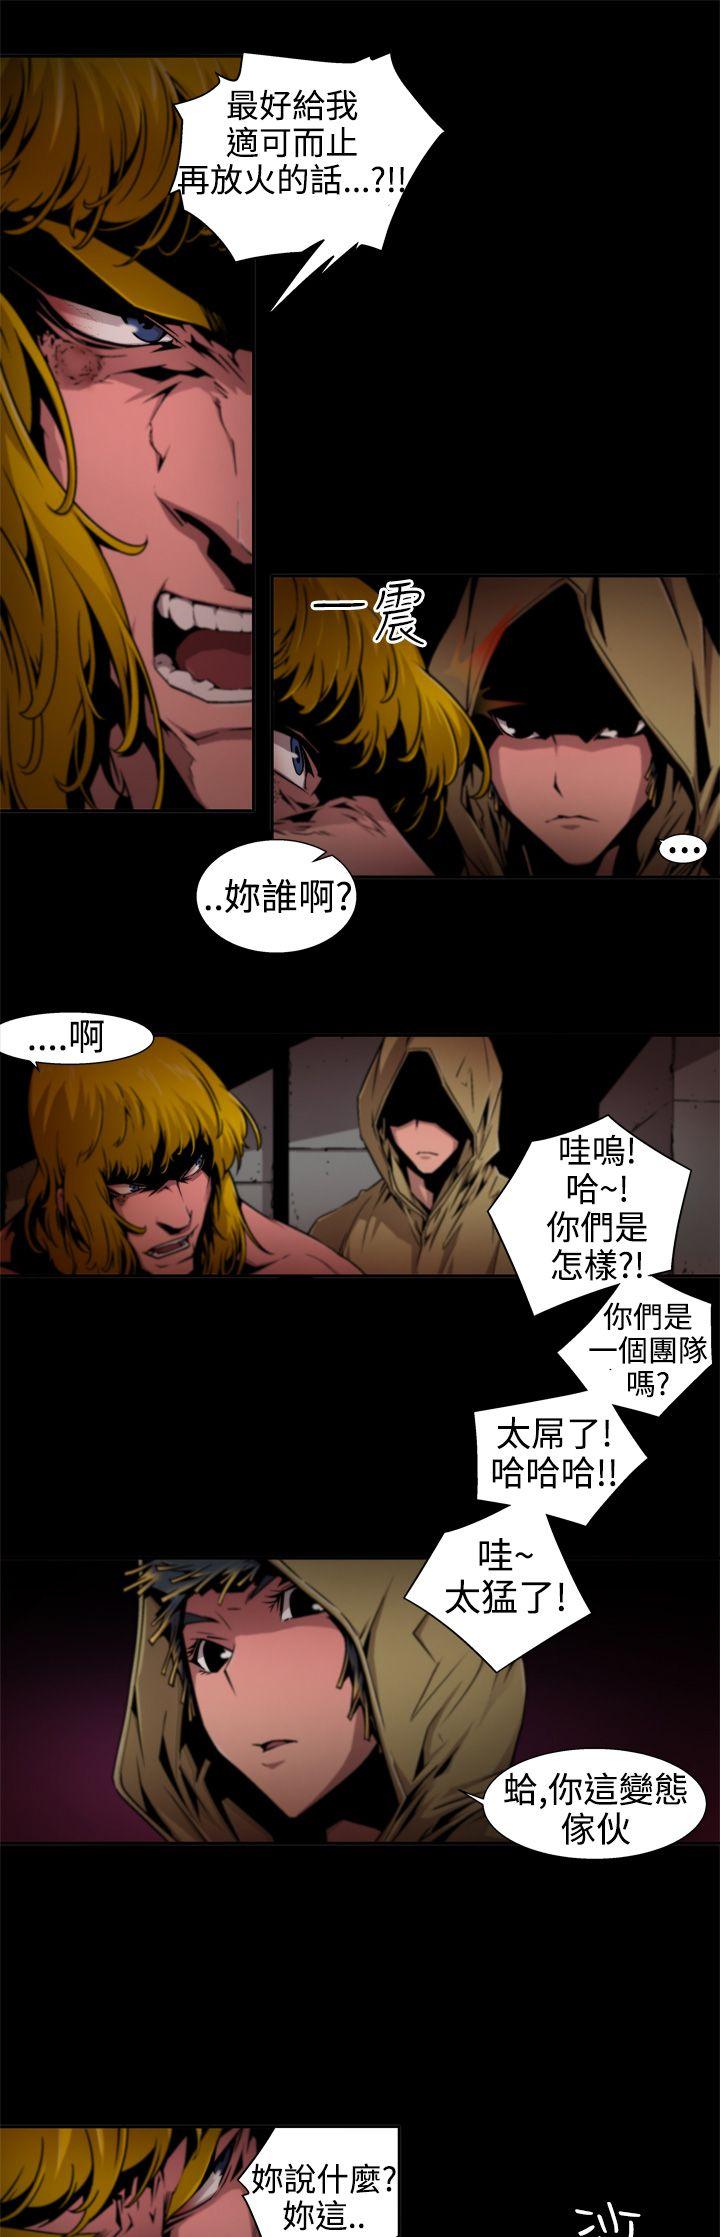 最好給我
適可而止
再放火的話...?!!
一震
...
..妳誰啊?
....啊
哇嗚!
哈~!
你們是
怎樣?!
你們是
一個團隊
嗎?
太屌了!
哈哈哈!!
哇~
太猛了!
蛤,你這變態
傢伙
妳說什麼?
妳這..